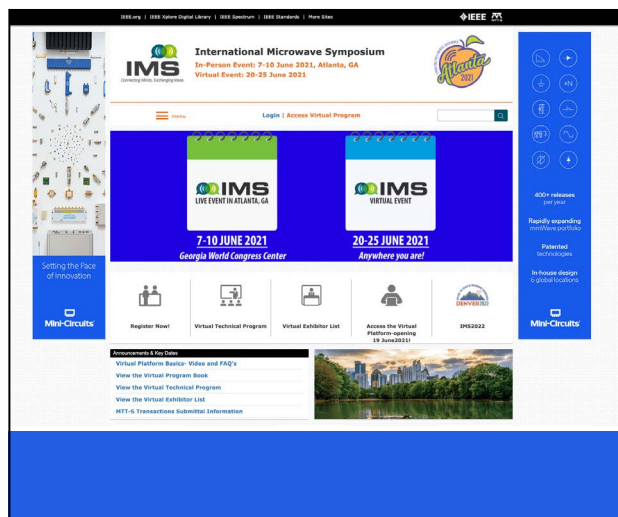 IEEE.org | IEEE Xplore Digital Library | IEEE Spectrum | IEEE Standards | More Sites
IEEE
MTT-S
IMS
Connecting Minds. Exchanging Ideas.
International Microwave Symposium
In-Person Event: 7-10 June 2021, Atlanta, GA
Virtual Event: 20-25 June 2021
Atlanta
2021
menu
Login | Access Virtual Program
IMS
LIVE EVENT IN ATLANTA, GA
7-10 JUNE 2021
Georgia World Congress Center
IMS
VIRTUAL EVENT
20-25 JUNE 2021
Anywhere you are!
Setting the Pace
of Innovation
Mini-Circuits
400+ releases
per year
Rapidly expanding
mmWave portfolio
Patented
technologies
In-house design
6 global locations
Mini-Circuits
Register Now!
Virtual Technical Program
Virtual Exhibitor List
Access the Virtual
Platform-opening
19 June2021!
DENVER2022
IMS2022
Announcements & Key Dates
Virtual Platform Basica- Video and FAQ's
View the Virtual Program Book
View the Virtual Technical Program
View the Virtual Exhibitor List
MTT-S Transactions Submittal Information